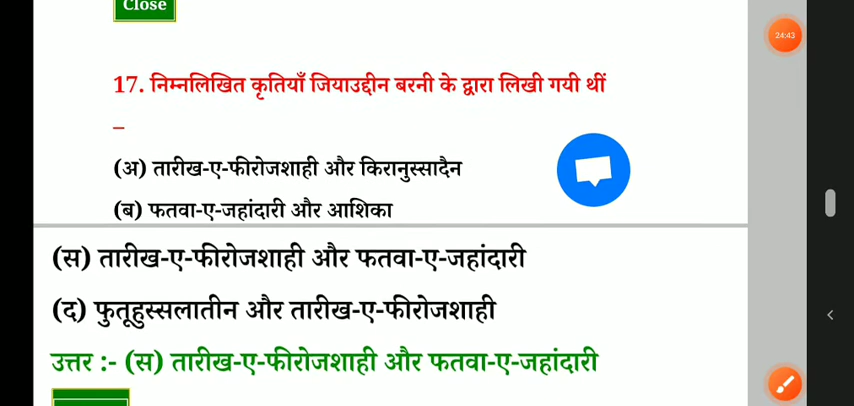 Close
24:43
17. निम्नलिखित कृतियाँ जियाउद्दीन बरनी के द्वारा लिखी गयी थीं
–
(अ) तारीख-ए-फीरोजशाही और किरानुस्सादैन
(ब) फतवा-ए-जहांदारी और आशिका
(स) तारीख-ए-फीरोजशाही और फतवा-ए-जहांदारी
(द) फुतूहुस्सलातीन और तारीख-ए-फीरोजशाही
उत्तर :- (स) तारीख-ए-फीरोजशाही और फतवा-ए-जहांदारी